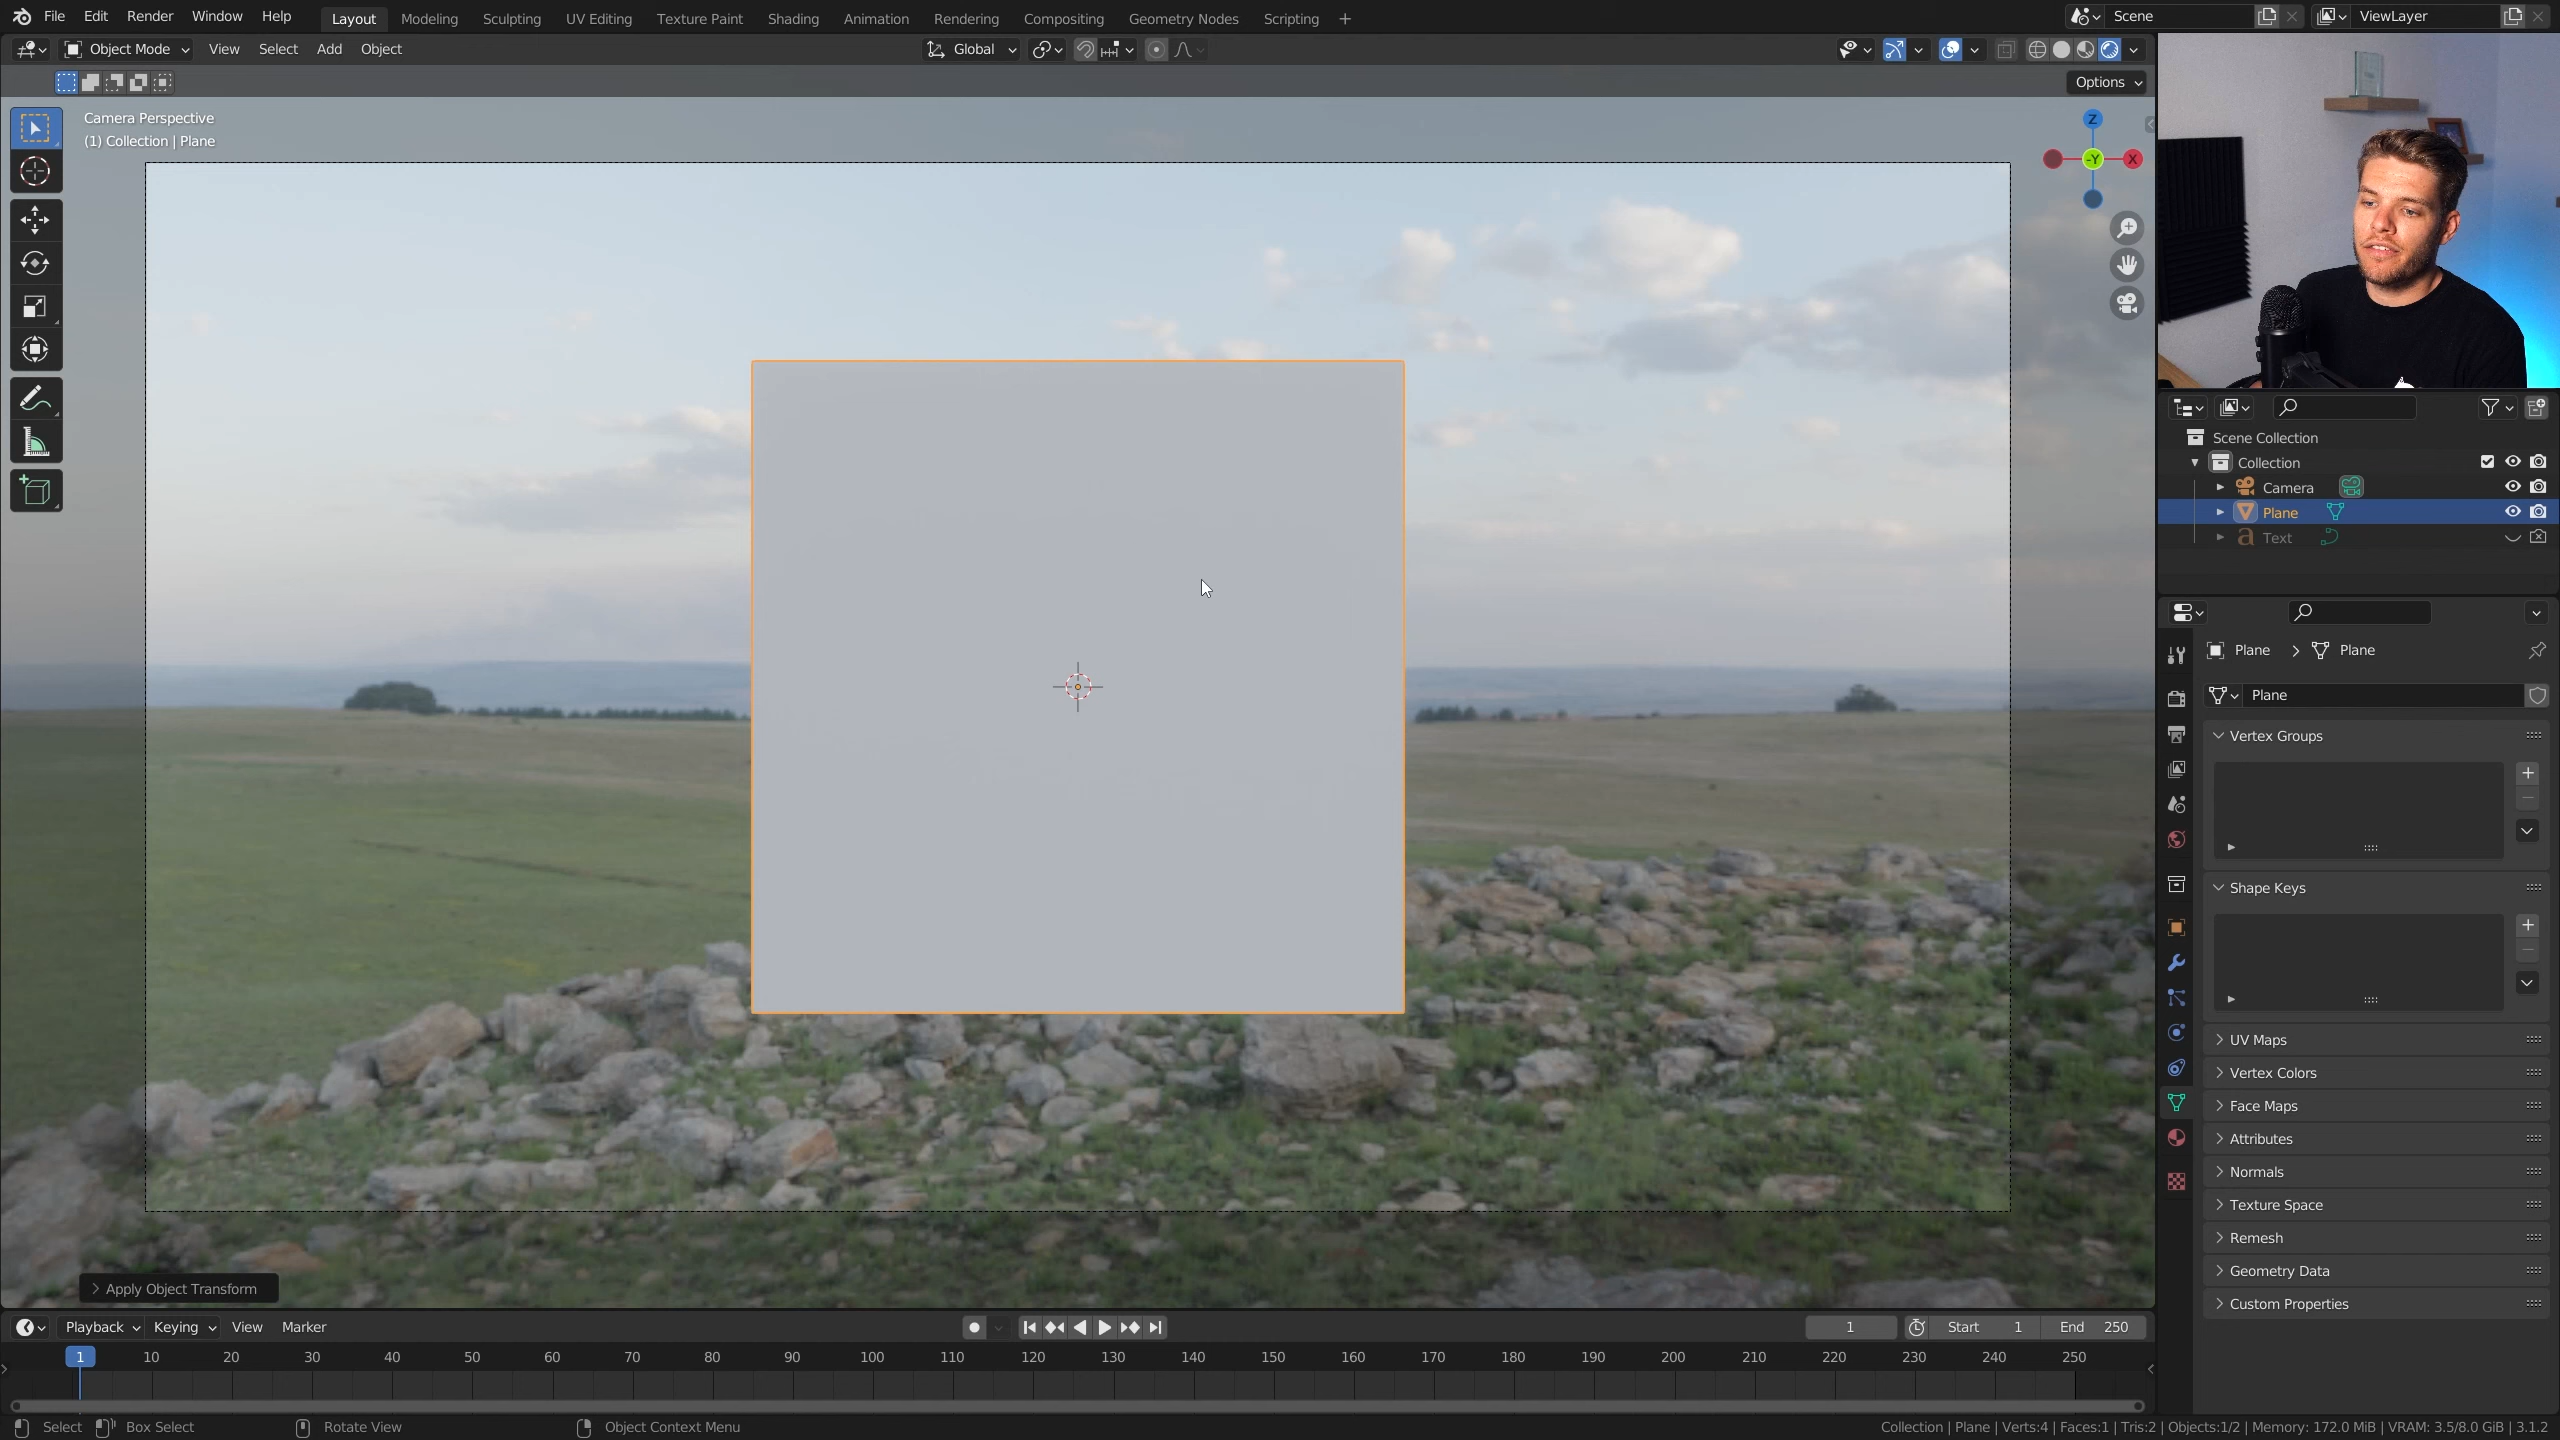 File Edit Render Window Help Layout Modeling Sculpting UV Editing Texture Paint Shading Animation Rendering Compositing Geometry Nodes Scripting + Scene ViewLayer
Object Mode View Select Add Object Global
Options
Camera Perspective
(1) Collection | Plane
Z
-Y
X
Scene Collection
Collection
Camera
Plane
Text
Plane > Plane
Plane
Vertex Groups
Shape Keys
UV Maps
Vertex Colors
Face Maps
Attributes
Normals
Texture Space
Remesh
Geometry Data
Custom Properties
Apply Object Transform
Playback Keying View Marker 1 Start 1 End 250
1 10 20 30 40 50 60 70 80 90 100 110 120 130 140 150 160 170 180 190 200 210 220 230 240 250
Select Box Select Rotate View Object Context Menu Collection | Plane | Verts:4 | Faces:1 | Tris:2 | Objects:1/2 | Memory: 172.0 MiB | VRAM: 3.5/8.0 GiB | 3.1.2